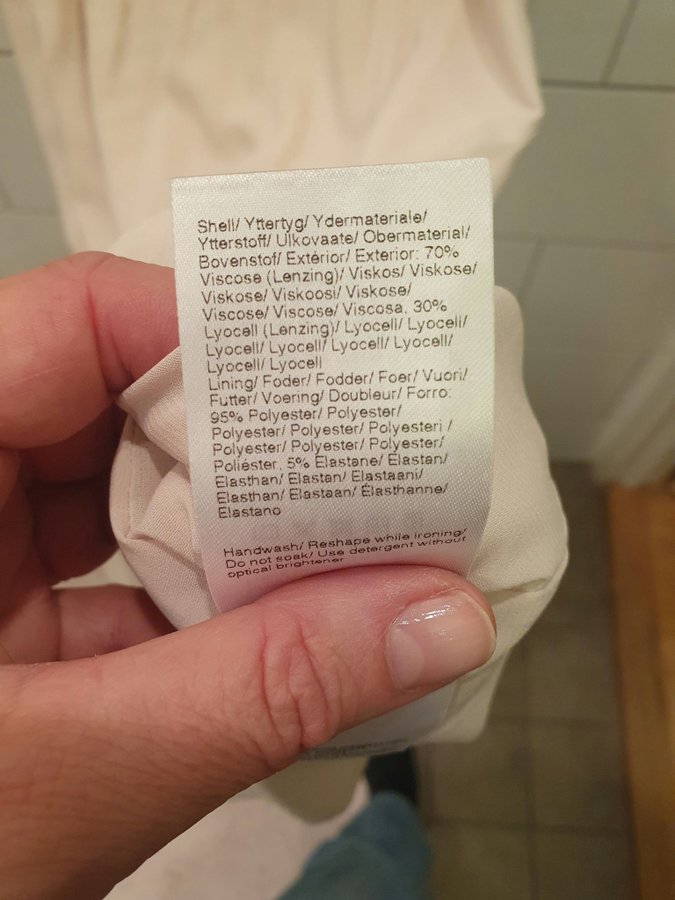 Shell/ Yttertyg/ Ydermateriale/
Ytterstoff/ Ulkovaate/ Obermaterial/
Bovenstof/ Extérior/ Exterior: 70%
Viscose (Lenzing)/ Viskos/ Viskose/
Viskose/ Viskoosi/ Viskose/
Viscose/ Viscose/ Viscosa, 30%
Lyocell (Lenzing)/ Lyocell/ Lyocell/
Lyocell/ Lyocell/ Lyocell/ Lyocell/
Lyocell/ Lyocell
Lining/ Foder/ Fodder/ Foer/ Vuori/
Futter/ Voering/ Doubleur/ Forro:
95% Polyester/ Polyester/
Polyester/ Polyester/ Polyesteri /
Polyester/ Polyester/ Polyester/
Poliéster, 5% Elastane/ Elastan/
Elasthan/ Elastan/ Elastaani/
Elasthan/ Elastaan/ Élasthanne/
Elastano
Handwash/ Reshape while ironing/
Do not soak/ Use detergent without
optical brightener